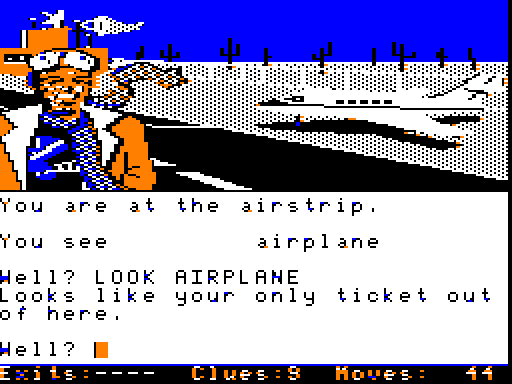 You are at the airstrip.
You see airplane
Well? LOOK AIRPLANE
Looks like your only ticket out
of here.
Well?
Exits:---- Clues:9 Moves: 44